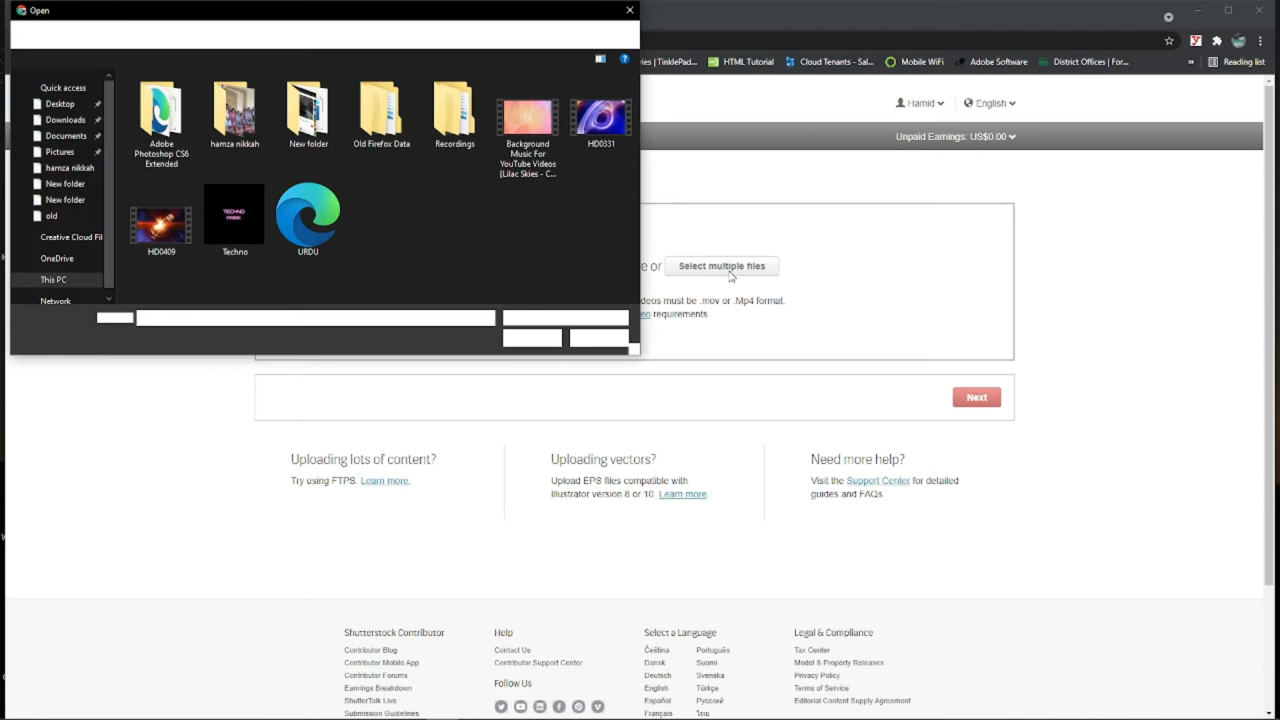 Open
ries | TinklePad...
HTML Tutorial
Cloud Tenants - Sal...
Mobile WiFi
Adobe Software
District Offices | For...
»
Reading list
Quick access
Desktop
Downloads
Documents
Pictures
hamza nikkah
New folder
New folder
old
Creative Cloud Fil
OneDrive
This PC
Network
Adobe
Photoshop CS6
Extended
hamza nikkah
New folder
Old Firefox Data
Recordings
Background
Music For
YouTube Videos
[Lilac Skies - C...
HD0331
HD0409
Techno
URDU
Hamid
English
Unpaid Earnings: US$0.00
e or
Select multiple files
deos must be .mov or .Mp4 format.
eo requirements.
Next
Uploading lots of content?
Try using FTPS. Learn more.
Uploading vectors?
Upload EPS files compatible with
Illustrator version 8 or 10. Learn more
Need more help?
Visit the Support Center for detailed
guides and FAQs
Shutterstock Contributor
Contributor Blog
Contributor Mobile App
Contributor Forums
Earnings Breakdown
ShutterTalk Live
Submission Guidelines
Help
Contact Us
Contributor Support Center
Follow Us
Select a Language
Čeština
Dansk
Deutsch
English
Español
Français
Português
Suomi
Svenska
Türkçe
Русский
ไทย
Legal & Compliance
Tax Center
Model & Property Releases
Privacy Policy
Terms of Service
Editorial Content Supply Agreement